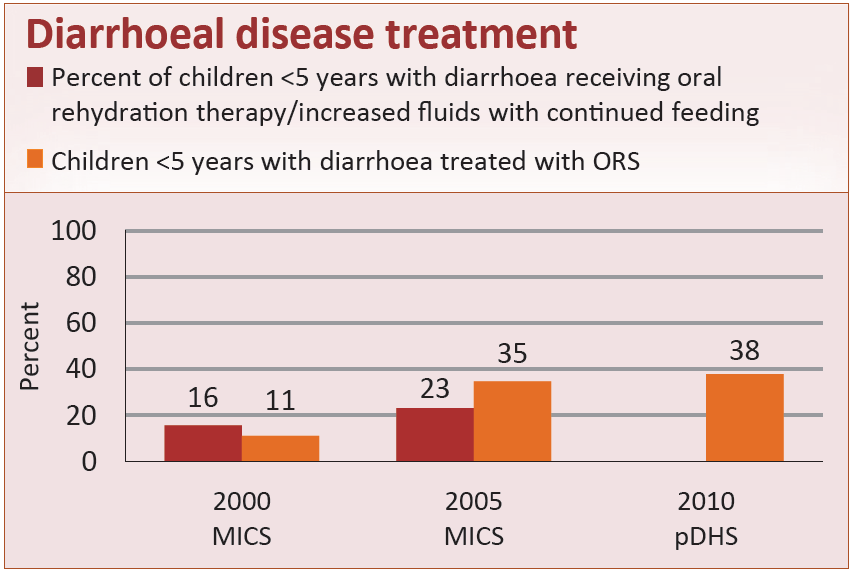 Diarrhoeal disease treatment
Percent of children <5 years with diarrhoea receiving oral
rehydration therapy/increased fluids with continued feeding
Children <5 years with diarrhoea treated with ORS
100
80
60
40
20
0
Percent
16
11
23
35
38
2000
MICS
2005
MICS
2010
pDHS